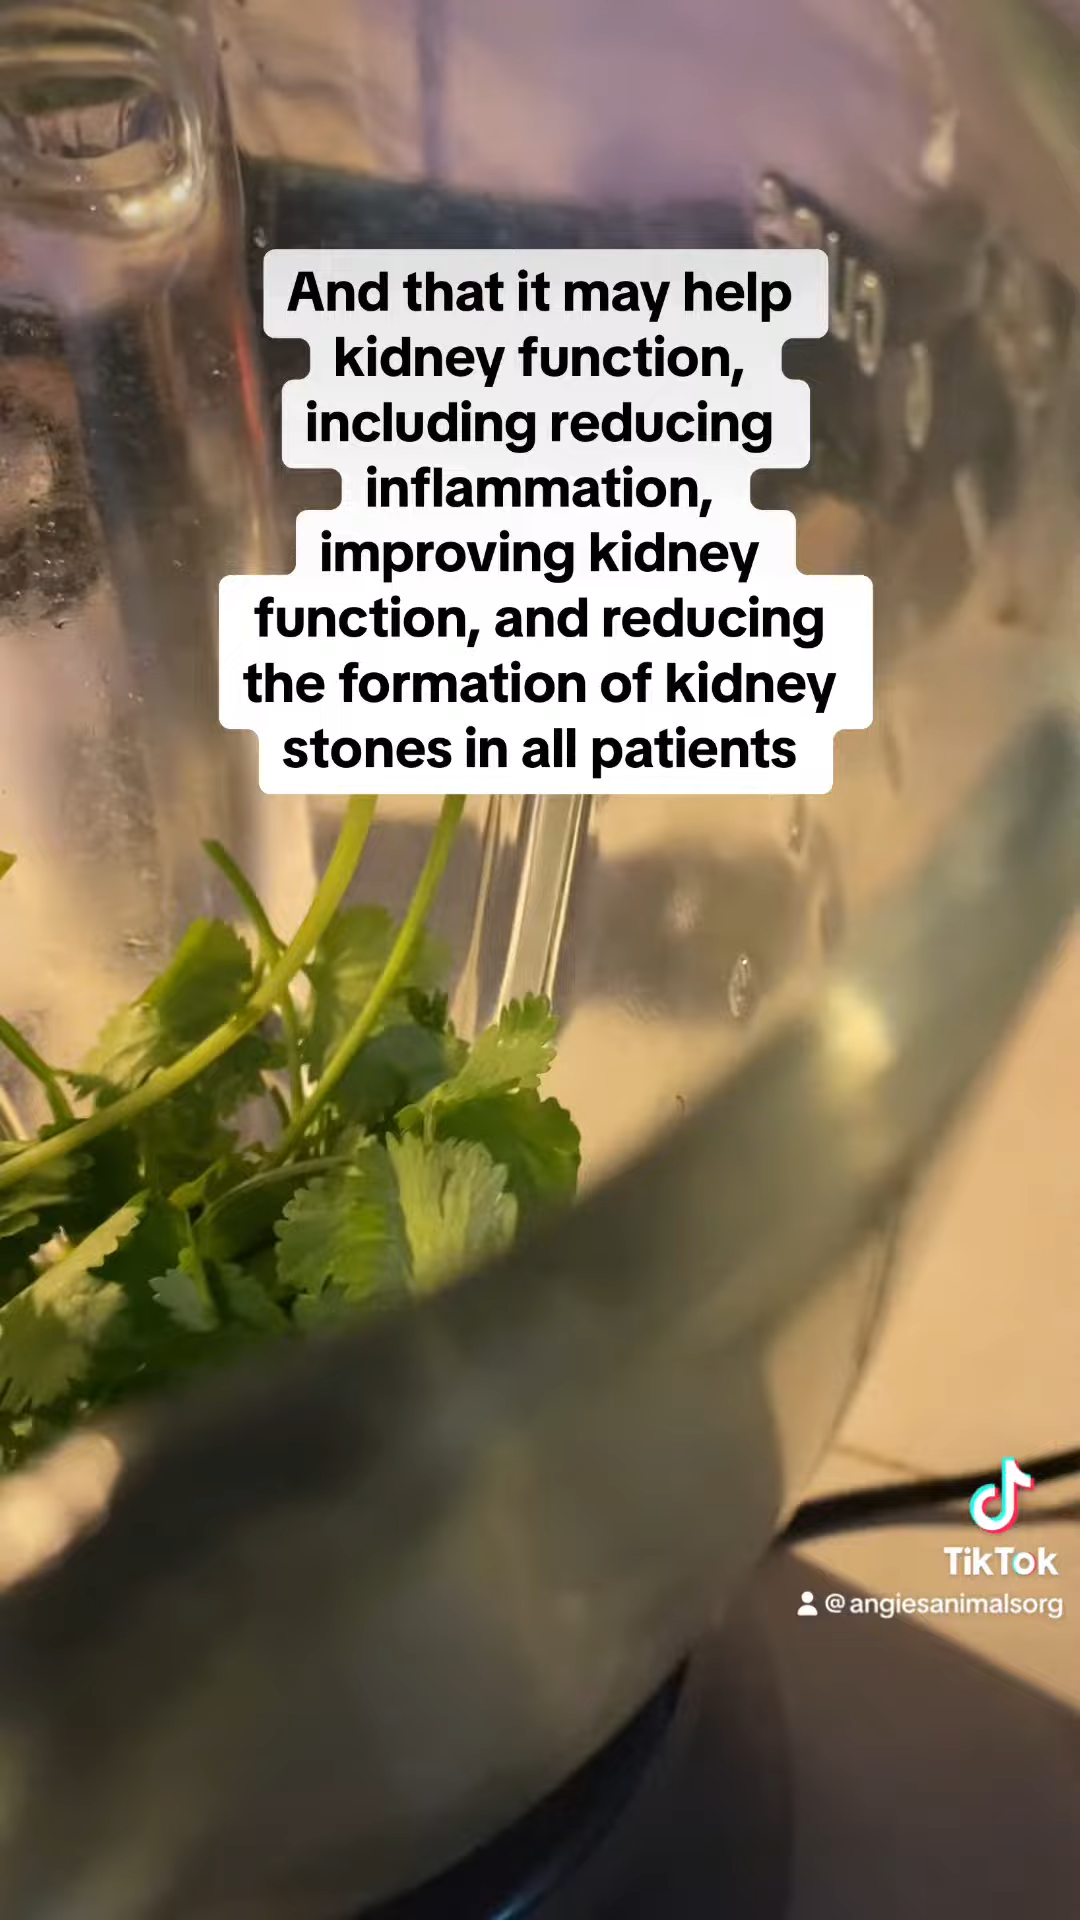 And that it may help
kidney function,
including reducing
inflammation,
improving kidney
function, and reducing
the formation of kidney
stones in all patients
TikTok
@angiesanimalsorg